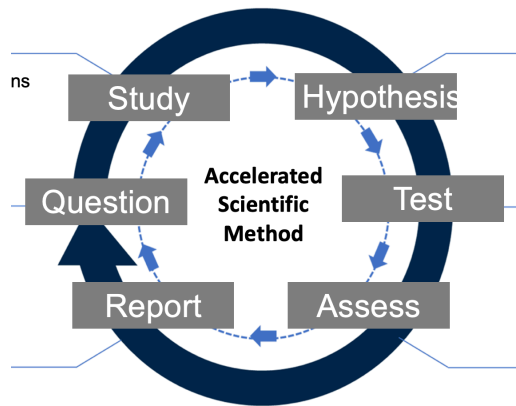 ns
Study
Hypothesis
Accelerated
Scientific
Method
Question
Test
Report
Assess